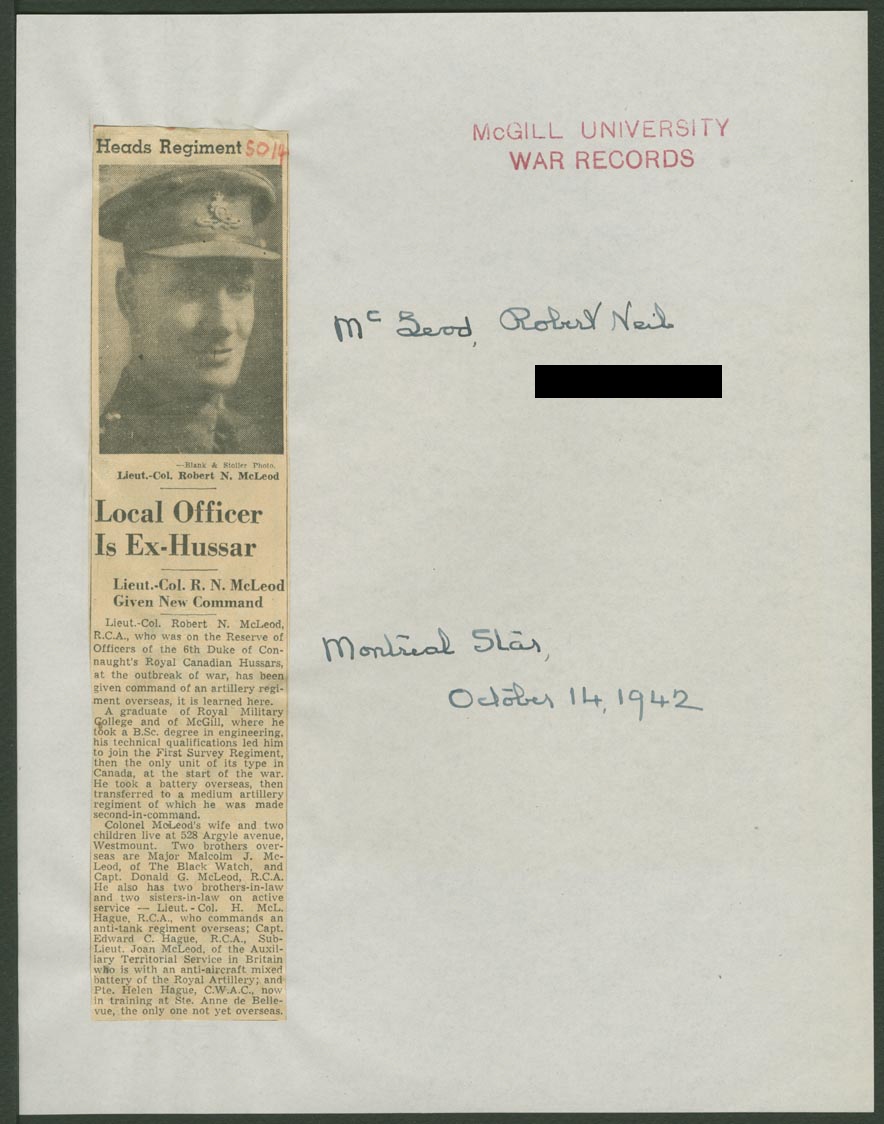 Heads Regiment 5014
McGILL UNIVERSITY
WAR RECORDS
Mc Leod, Robert Neil
—Blank & Stoller Photo.
Lieut.-Col. Robert N. McLeod
Local Officer
Is Ex-Hussar
Lieut.-Col. R. N. McLeod
Given New Command
Lieut.-Col. Robert N. McLeod,
R.C.A., who was on the Reserve of
Officers of the 6th Duke of Con-
naught's Royal Canadian Hussars,
at the outbreak of war, has been
given command of an artillery regi-
ment overseas, it is learned here.
A graduate of Royal Military
College and of McGill, where he
took a B.Sc. degree in engineering,
his technical qualifications led him
to join the First Survey Regiment,
then the only unit of its type in
Canada, at the start of the war.
He took a battery overseas, then
transferred to a medium artillery
regiment of which he was made
second-in-command.
Colonel McLeod's wife and two
children live at 528 Argyle avenue,
Westmount. Two brothers over-
seas are Major Malcolm J. Mc-
Leod, of The Black Watch, and
Capt. Donald G. McLeod, R.C.A.
He also has two brothers-in-law
and two sisters-in-law on active
service — Lieut.-Col. H. McL.
Hague, R.C.A., who commands an
anti-tank regiment overseas; Capt.
Edward C. Hague, R.C.A., Sub-
Lieut. Joan McLeod, of the Auxil-
iary Territorial Service in Britain
who is with an anti-aircraft mixed
battery of the Royal Artillery; and
Pte. Helen Hague, C.W.A.C., now
in training at Ste. Anne de Belle-
vue, the only one not yet overseas.
Montreal Star,
October 14, 1942